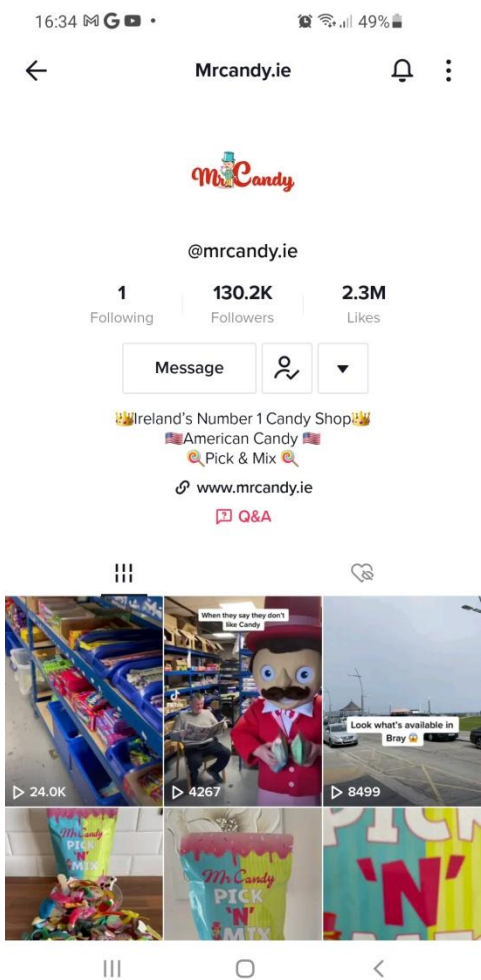 16:34
49%
Mrcandy.ie
Mr Candy
@mrcandy.ie
1 130.2K 2.3M
Following Followers Likes
Message
Ireland's Number 1 Candy Shop
American Candy
Pick & Mix
www.mrcandy.ie
Q&A
24.0K
When they say they don't
like Candy
4267
Look what's available in
Bray
8499
Mr Candy
PICK
'N'
MIX
Mr Candy
PICK
'N'
MIX
PICK
'N'